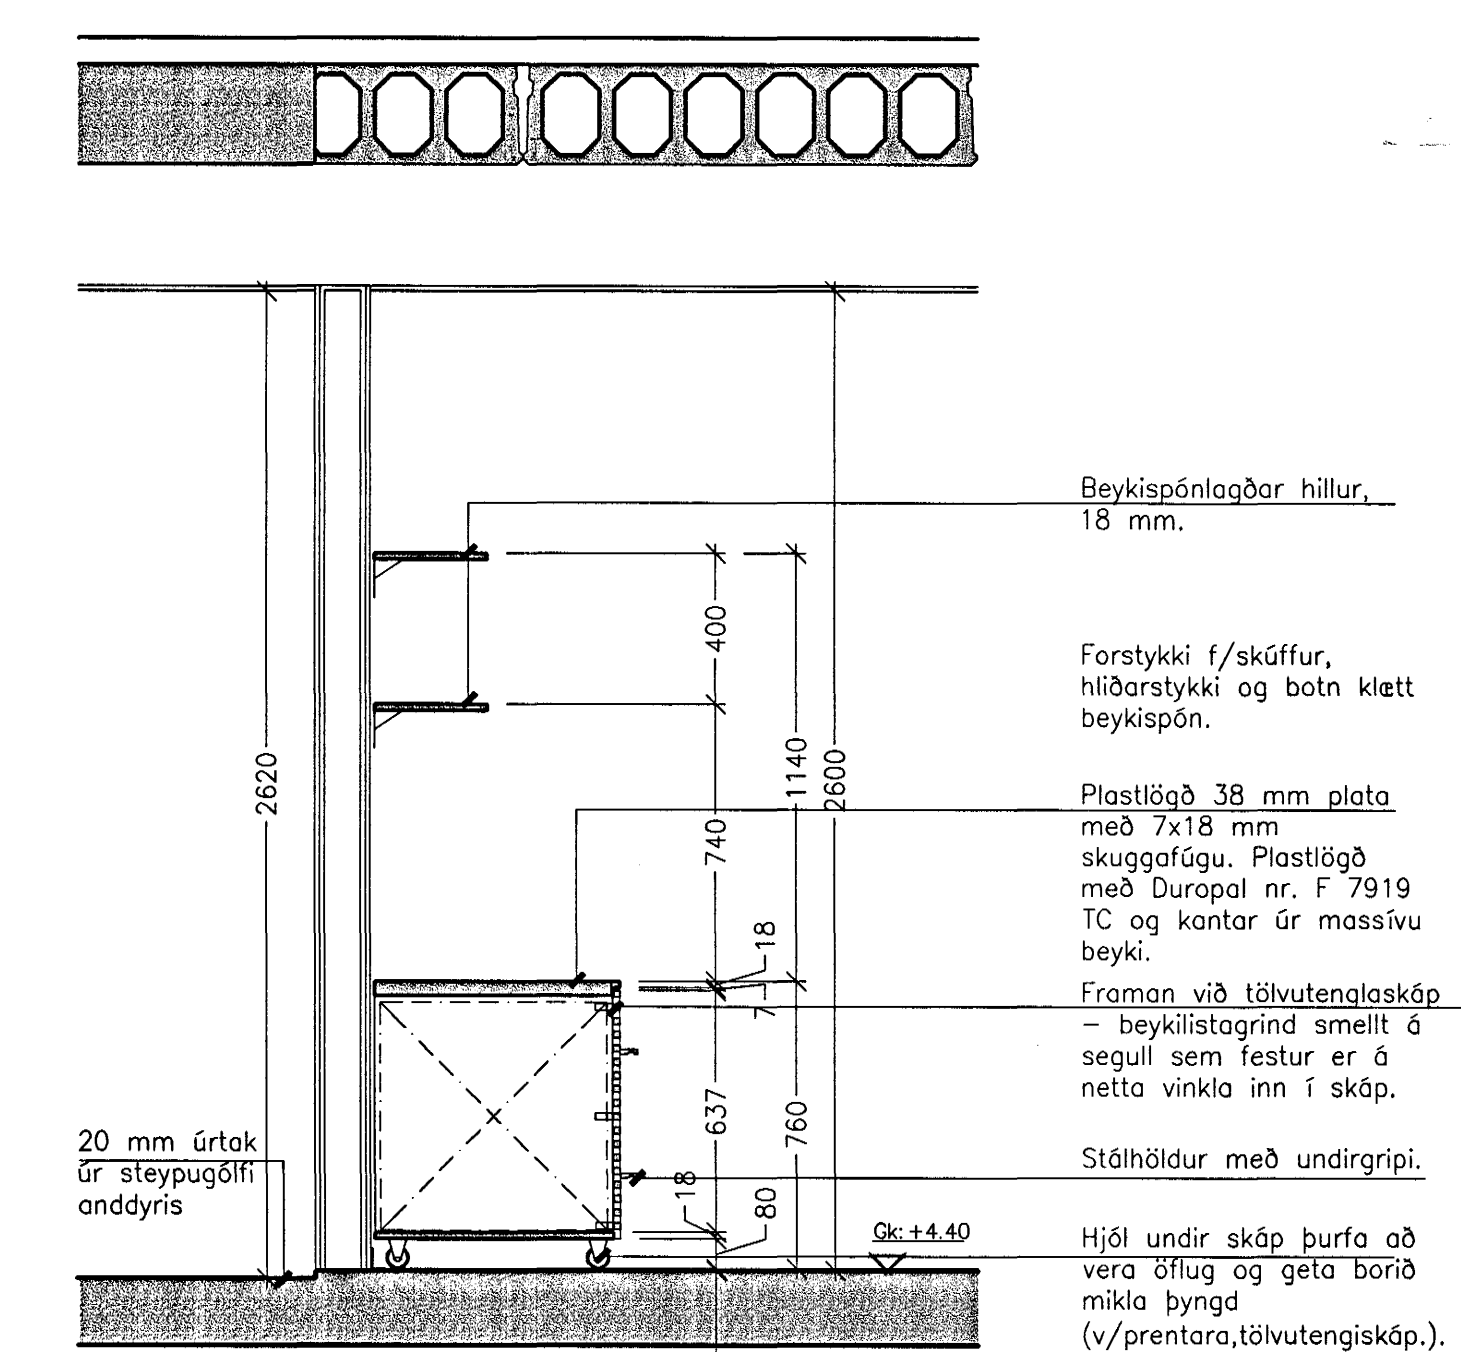 Beykispónlagðar hillur,
18 mm.
Forstykki f/skúffur,
hliðarstykki og botn klætt
beykispón.
Plastlögð 38 mm plata
með 7x18 mm
skuggafúgu. Plastlögð
með Duropal nr. F 7919
TC og kantar úr massívu
beyki.
Framan við tölvutenglaskáp
– beykilistagrind smellt á
segull sem festur er á
netta vinkla inn í skáp.
Stálhöldur með undirgripi.
Hjól undir skáp þurfa að
vera öflug og geta borið
mikla þyngd
(v/prentara,tölvutengiskáp.).
20 mm úrtak
úr steypugólfi
anddyris
Gk: +4.40
2620
400
740
1140
2600
18
7
637
760
18
80